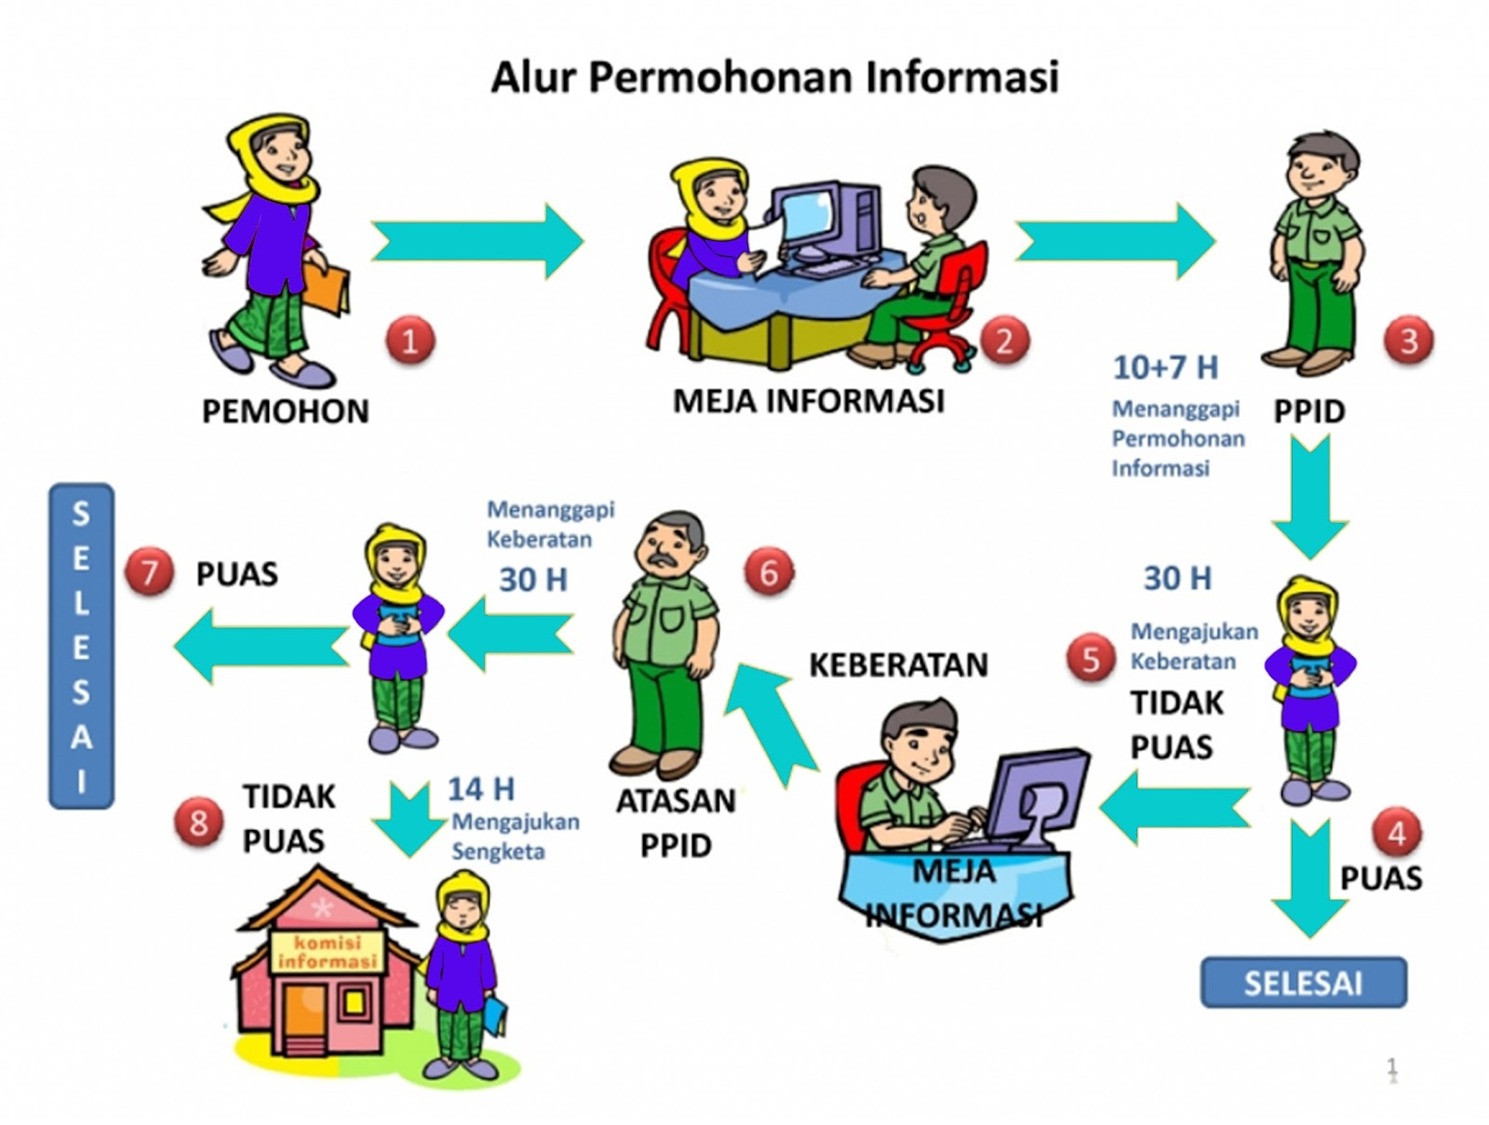 Alur Permohonan Informasi
1
PEMOHON
2
MEJA INFORMASI
3
PPID
10+7 H
Menanggapi
Permohonan
Informasi
30 H
Mengajukan
Keberatan
5
TIDAK
PUAS
4
PUAS
SELESAI
KEBERATAN
MEJA
INFORMASI
6
ATASAN
PPID
Menanggapi
Keberatan
30 H
7
PUAS
S
E
L
E
S
A
I
8
TIDAK
PUAS
14 H
Mengajukan
Sengketa
komisi
informasi
1